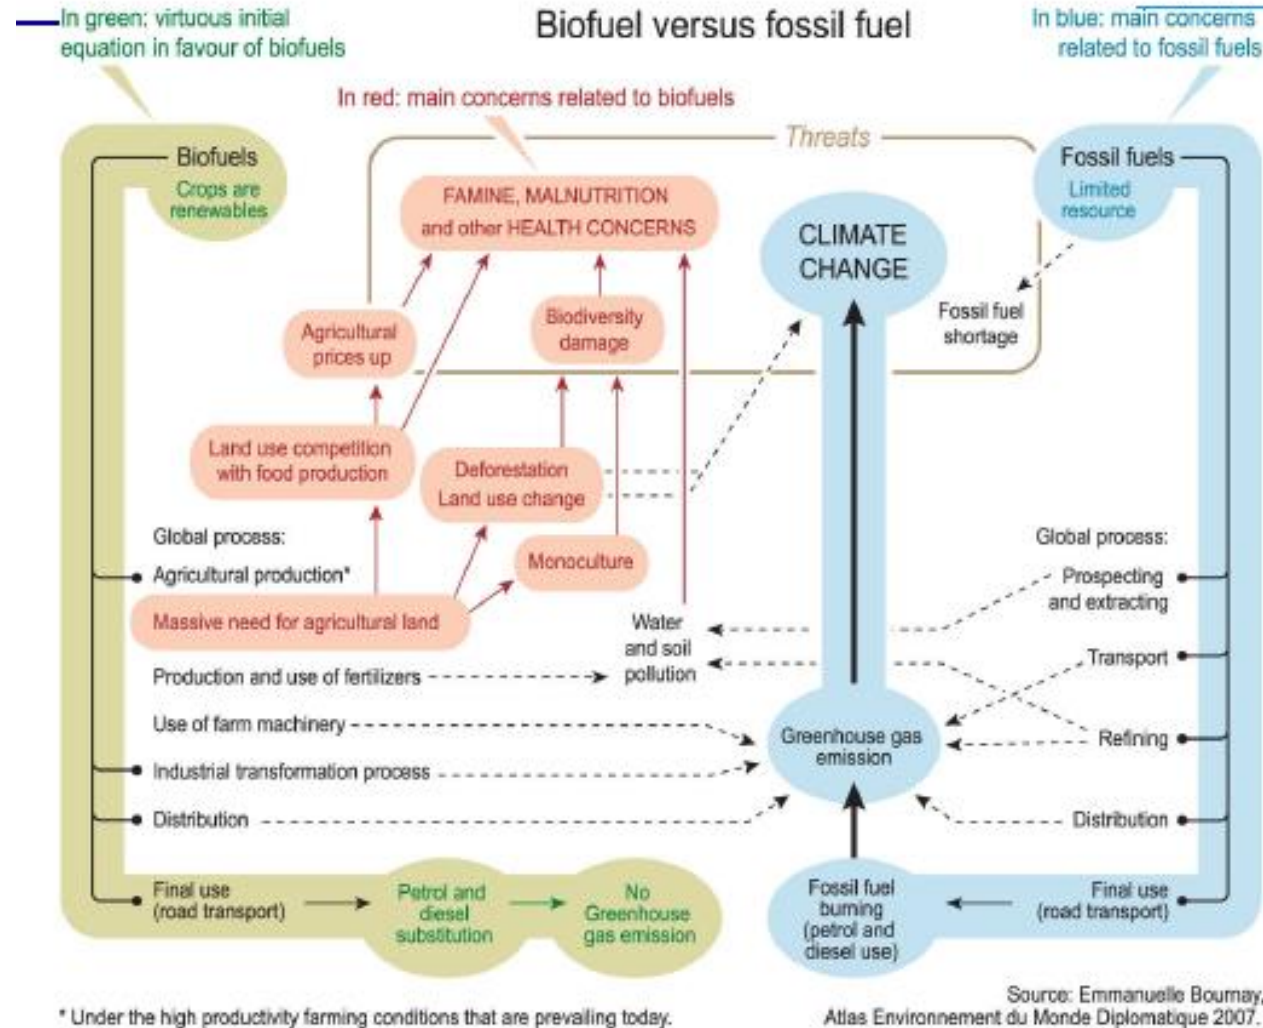 Biofuel versus fossil fuel
In green: virtuous initial
equation in favour of biofuels
In blue: main concerns
related to fossil fuels
In red: main concerns related to biofuels
Threats
Biofuels
Crops are
renewables
Fossil fuels
Limited
resource
FAMINE, MALNUTRITION
and other HEALTH CONCERNS
CLIMATE
CHANGE
Fossil fuel
shortage
Agricultural
prices up
Biodiversity
damage
Land use competition
with food production
Deforestation
Land use change
Monoculture
Global process:
Agricultural production*
Massive need for agricultural land
Production and use of fertilizers
Use of farm machinery
Industrial transformation process
Distribution
Final use
(road transport)
Water
and soil
pollution
Greenhouse gas
emission
Global process:
Prospecting
and extracting
Transport
Refining
Distribution
Final use
(road transport)
Petrol and
diesel
substitution
No
Greenhouse
gas emission
Fossil fuel
burning
(petrol and
diesel use)
* Under the high productivity farming conditions that are prevailing today.
Source: Emmanuelle Bournay,
Atlas Environnement du Monde Diplomatique 2007.